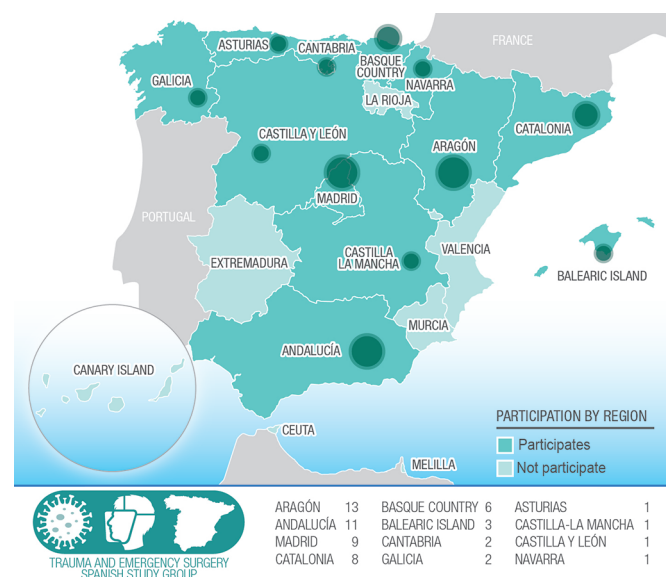 FRANCE
ASTURIAS
CANTABRIA
BASQUE
COUNTRY
NAVARRA
GALICIA
LA RIOJA
CASTILLA Y LEÓN
CATALONIA
ARAGÓN
MADRID
PORTUGAL
EXTREMADURA
CASTILLA
LA MANCHA
VALENCIA
BALEARIC ISLAND
MURCIA
ANDALUCÍA
CANARY ISLAND
CEUTA
MELILLA
PARTICIPATION BY REGION
Participates
Not participate
ARAGÓN 13 BASQUE COUNTRY 6 ASTURIAS 1
ANDALUCÍA 11 BALEARIC ISLAND 3 CASTILLA-LA MANCHA 1
MADRID 9 CANTABRIA 2 CASTILLA Y LEÓN 1
CATALONIA 8 GALICIA 2 NAVARRA 1
TRAUMA AND EMERGENCY SURGERY
SPANISH STUDY GROUP